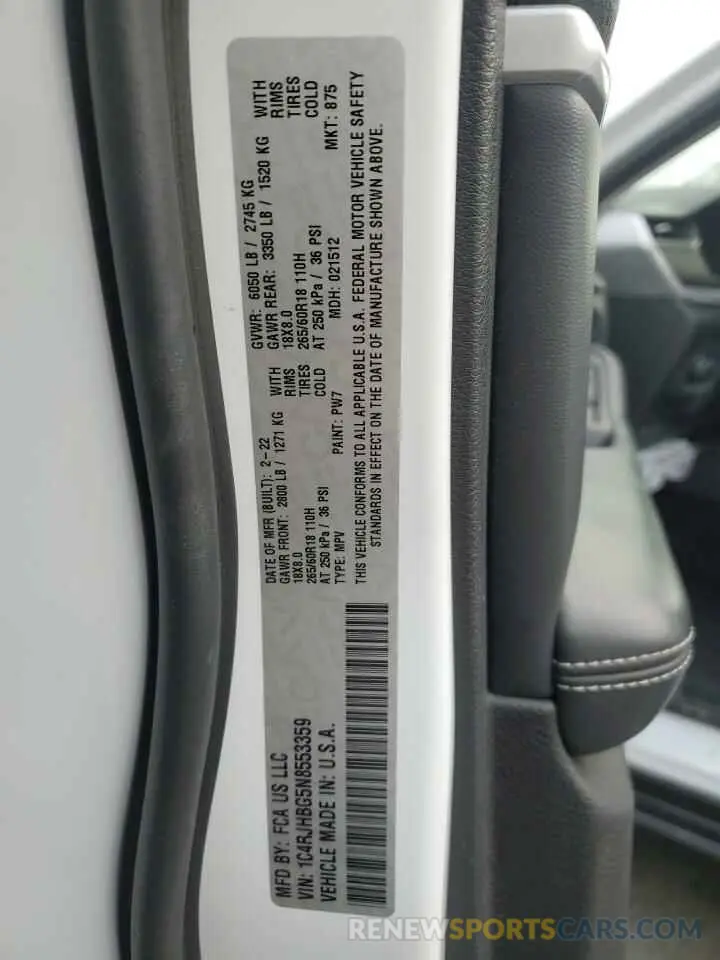 MFD BY: FCA US LLC
VIN: 1C4RJHBG5N8553359
VEHICLE MADE IN: U.S.A.
DATE OF MFR (BUILT): 2-22
GAWR FRONT: 2800 LB / 1271 KG WITH
18X8.0 RIMS
265/60R18 110H TIRES
AT 250 kPa / 36 PSI COLD
TYPE: MPV PAINT: PW7
GVWR: 6050 LB / 2745 KG
GAWR REAR: 3350 LB / 1520 KG WITH
18X8.0 RIMS
265/60R18 110H TIRES
AT 250 kPa / 36 PSI COLD
MDH: 021512 MKT: 875
THIS VEHICLE CONFORMS TO ALL APPLICABLE U.S.A. FEDERAL MOTOR VEHICLE SAFETY
STANDARDS IN EFFECT ON THE DATE OF MANUFACTURE SHOWN ABOVE.
RENEWSPORTSCARS.COM